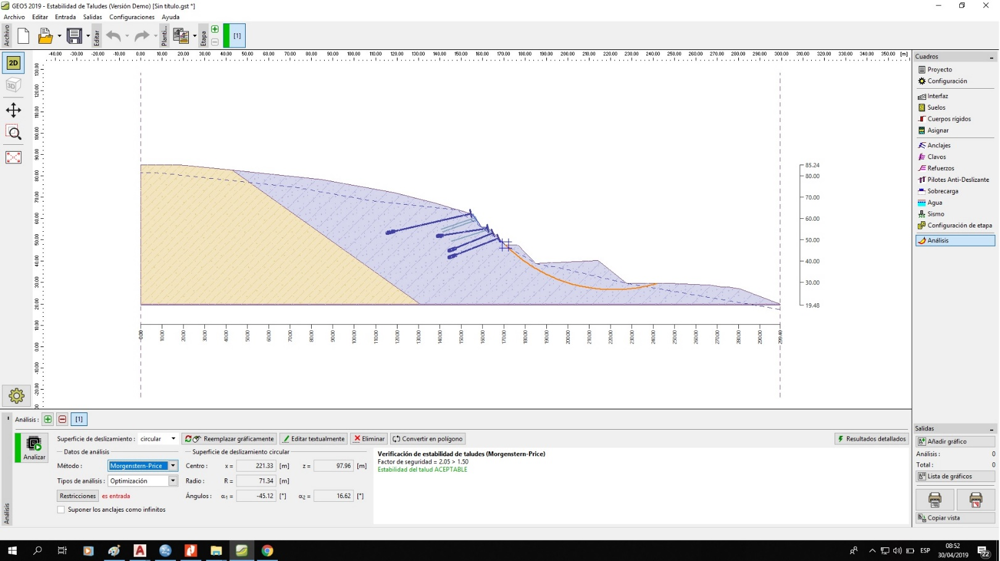 GEO5 2019 - Estabilidad de Taludes (Versión Demo) [Sin título.gst *]
Archivo Editar Entrada Salidas Configuraciones Ayuda
Archivo Editar Planti... Etapa [1]
-40.00 -30.00 -20.00 -10.00 0.00 10.00 20.00 30.00 40.00 50.00 60.00 70.00 80.00 90.00 100.00 110.00 120.00 130.00 140.00 150.00 160.00 170.00 180.00 190.00 200.00 210.00 220.00 230.00 240.00 250.00 260.00 270.00 280.00 290.00 300.00 310.00 320.00 330.00 340.00 350.00 [m]
2D
3D
130.00
120.00
110.00
100.00
90.00
80.00
70.00
60.00
50.00
40.00
30.00
20.00
10.00
0.00
-10.00
-20.00
85.24
80.00
70.00
60.00
50.00
40.00
30.00
19.48
10.00 20.00 30.00 40.00 50.00 60.00 70.00 80.00 90.00 100.00 110.00 120.00 130.00 140.00 150.00 160.00 170.00 180.00 190.00 200.00 210.00 220.00 230.00 240.00 250.00 260.00 270.00 280.00 290.00
Cuadros
Proyecto
Configuración
Interfaz
Suelos
Cuerpos rígidos
Asignar
Anclajes
Clavos
Refuerzos
Pilotes Anti-Deslizante
Sobrecarga
Agua
Sismo
Configuración de etapa
Análisis
Análisis : [1]
Analizar
Superficie de deslizamiento : circular Reemplazar gráficamente Editar textualmente Eliminar Convertir en polígono Resultados detallados
Datos de análisis
Método : Morgenstern-Price
Tipos de análisis : Optimización
Restricciones es entrada
Suponer los anclajes como infinitos
Superficie de deslizamiento circular
Centro : x = 221.33 [m] z = 97.96 [m]
Radio : R = 71.34 [m]
Ángulos : α1 = -45.12 [°] α2 = 16.62 [°]
Verificación de estabilidad de taludes (Morgenstern-Price)
Factor de seguridad = 2.05 > 1.50
Estabilidad del talud ACEPTABLE
Análisis
Salidas
Añadir gráfico
Análisis : 0
Total : 0
Lista de gráficos
Copiar vista
ESP
08:52
30/04/2019
22